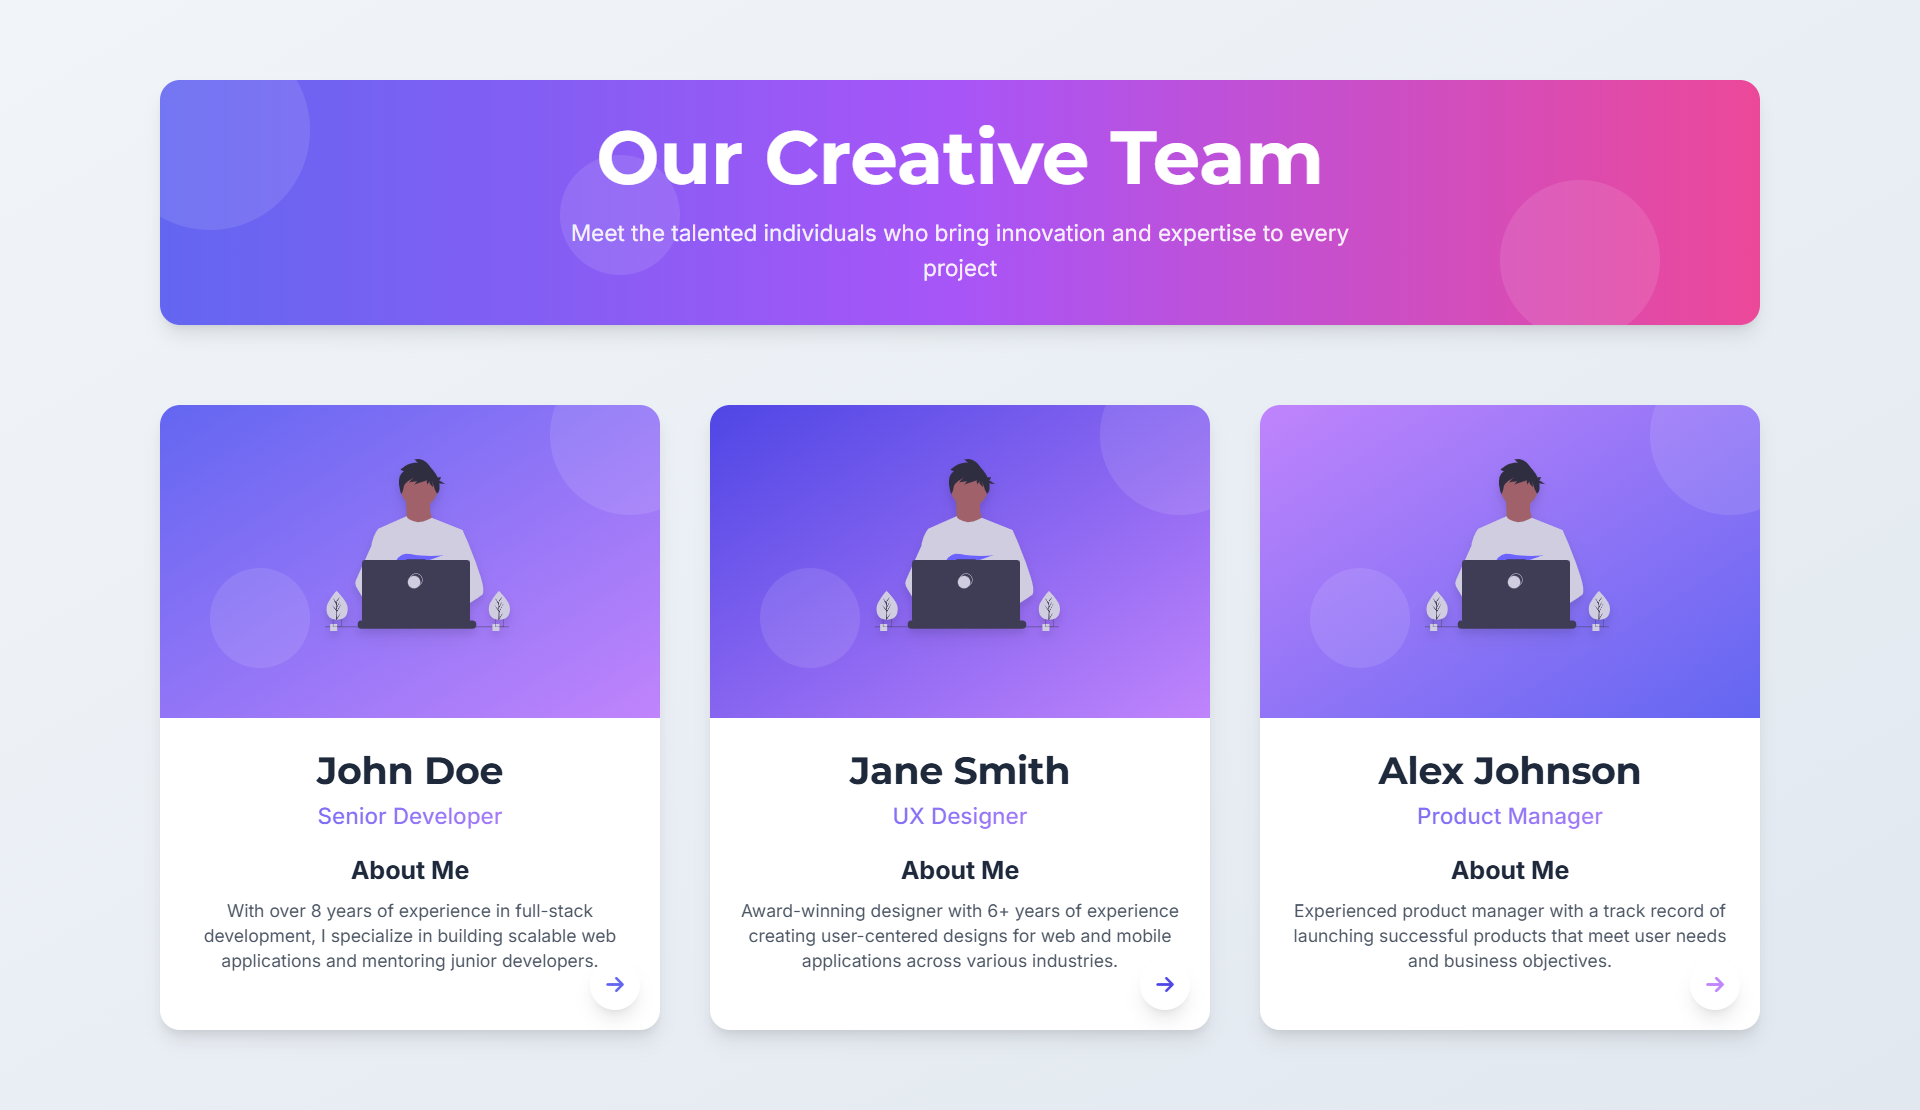 Our Creative Team
Meet the talented individuals who bring innovation and expertise to every
project
John Doe
Senior Developer
About Me
With over 8 years of experience in full-stack
development, I specialize in building scalable web
applications and mentoring junior developers.
Jane Smith
UX Designer
About Me
Award-winning designer with 6+ years of experience
creating user-centered designs for web and mobile
applications across various industries.
Alex Johnson
Product Manager
About Me
Experienced product manager with a track record of
launching successful products that meet user needs
and business objectives.